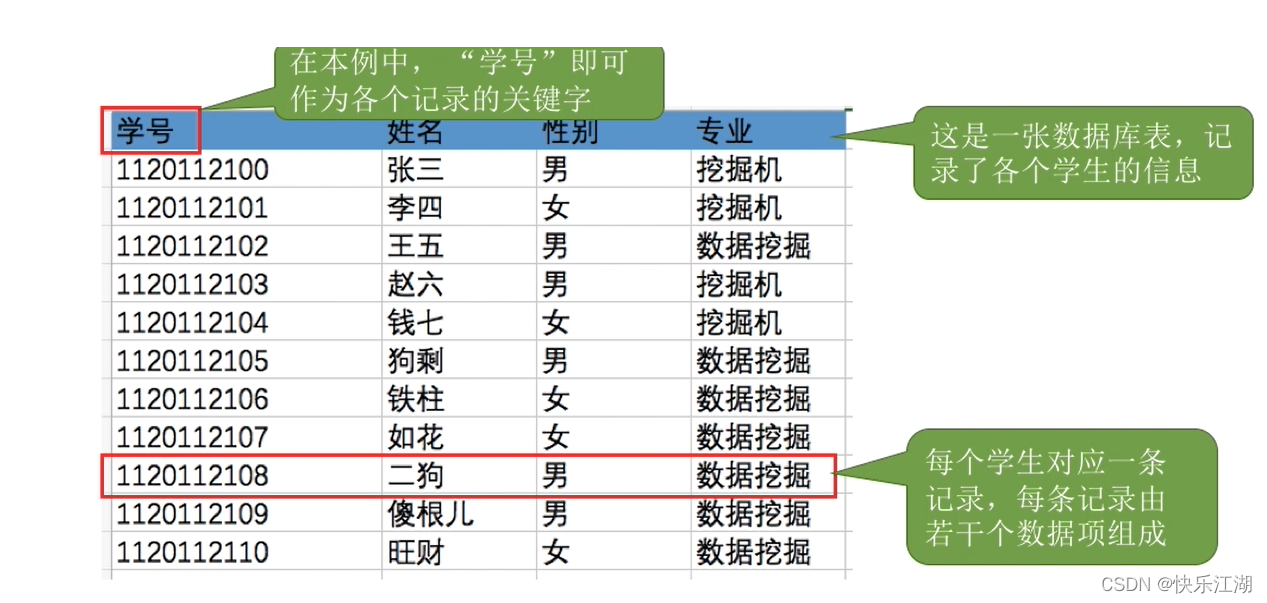 在本例中，“学号”即可
作为各个记录的关键字
这是一张数据库表，记
录了各个学生的信息
学号 姓名 性别 专业
1120112100 张三 男 挖掘机
1120112101 李四 女 挖掘机
1120112102 王五 男 数据挖掘
1120112103 赵六 男 挖掘机
1120112104 钱七 女 挖掘机
1120112105 狗剩 男 数据挖掘
1120112106 铁柱 女 数据挖掘
1120112107 如花 女 数据挖掘
1120112108 二狗 男 数据挖掘
1120112109 傻根儿 男 数据挖掘
1120112110 旺财 女 数据挖掘
每个学生对应一条
记录，每条记录由
若干个数据项组成
CSDN @快乐江湖